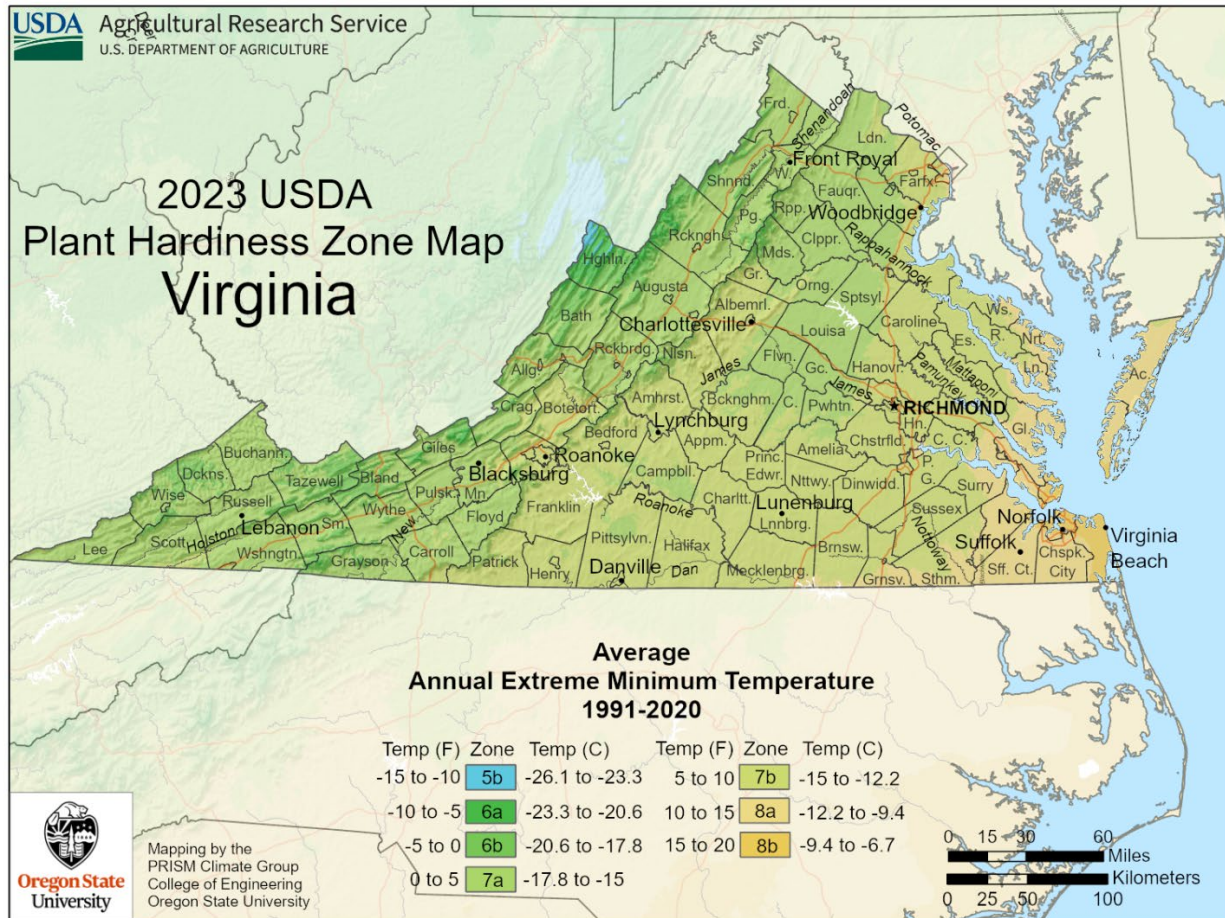 USDA
Agricultural Research Service
U.S. DEPARTMENT OF AGRICULTURE
2023 USDA
Plant Hardiness Zone Map
Virginia
Frd.
Shenandoah
Potomac
Ldn.
Front Royal
W.
Shnnd.
Fauqr.
Farfx.
Pg.
Rpp.
Woodbridge
Rckngh.
Clppr.
Rappahannock
Hghln.
Mds.
Augusta
Gr.
Orng.
Sptsyl.
Albemrl.
Bath
Charlottesville
Louisa
Caroline
Ws.
Es.
R.
Nrt.
Rckbrdg.
Nlsn.
Flvn.
Gc.
Hanovr.
Mattaponi
Ln.
Ac.
Allg.
James
James
Pamunkey
Crag.
Botetort.
Amhrst.
Bcknghm.
C.
Pwhtn.
RICHMOND
Hn.
Gl.
Buchann.
Giles
Bedford
Lynchburg
Appm.
Chstrfld.
C. C.
Dckns.
Tazewell
Bland
Blacksburg
Roanoke
Campbll.
Princ.
Edwr.
Amelia
P.
G.
Wise
Russell
Wythe
Pulsk.
Mn.
Nttwy.
Dinwidd.
Surry
Lebanon
Sm.
New
Floyd
Franklin
Roanoke
Charltt.
Lunenburg
Lnnbrg.
Sussex
Norfolk
Virginia
Beach
Lee
Scott
Holston
Wshngtn.
Grayson
Carroll
Patrick
Henry
Pittsylvn.
Halifax
Dan
Danville
Mecklenbrg.
Brnsw.
Grnsv.
Nottoway
Sthm.
Suffolk
Sff. Ct.
Chspk.
City
Average
Annual Extreme Minimum Temperature
1991-2020
Temp (F) Zone Temp (C) Temp (F) Zone Temp (C)
-15 to -10 5b -26.1 to -23.3 5 to 10 7b -15 to -12.2
-10 to -5 6a -23.3 to -20.6 10 to 15 8a -12.2 to -9.4
-5 to 0 6b -20.6 to -17.8 15 to 20 8b -9.4 to -6.7
0 to 5 7a -17.8 to -15
Oregon State
University
Mapping by the
PRISM Climate Group
College of Engineering
Oregon State University
0 15 30 60
Miles
Kilometers
0 25 50 100